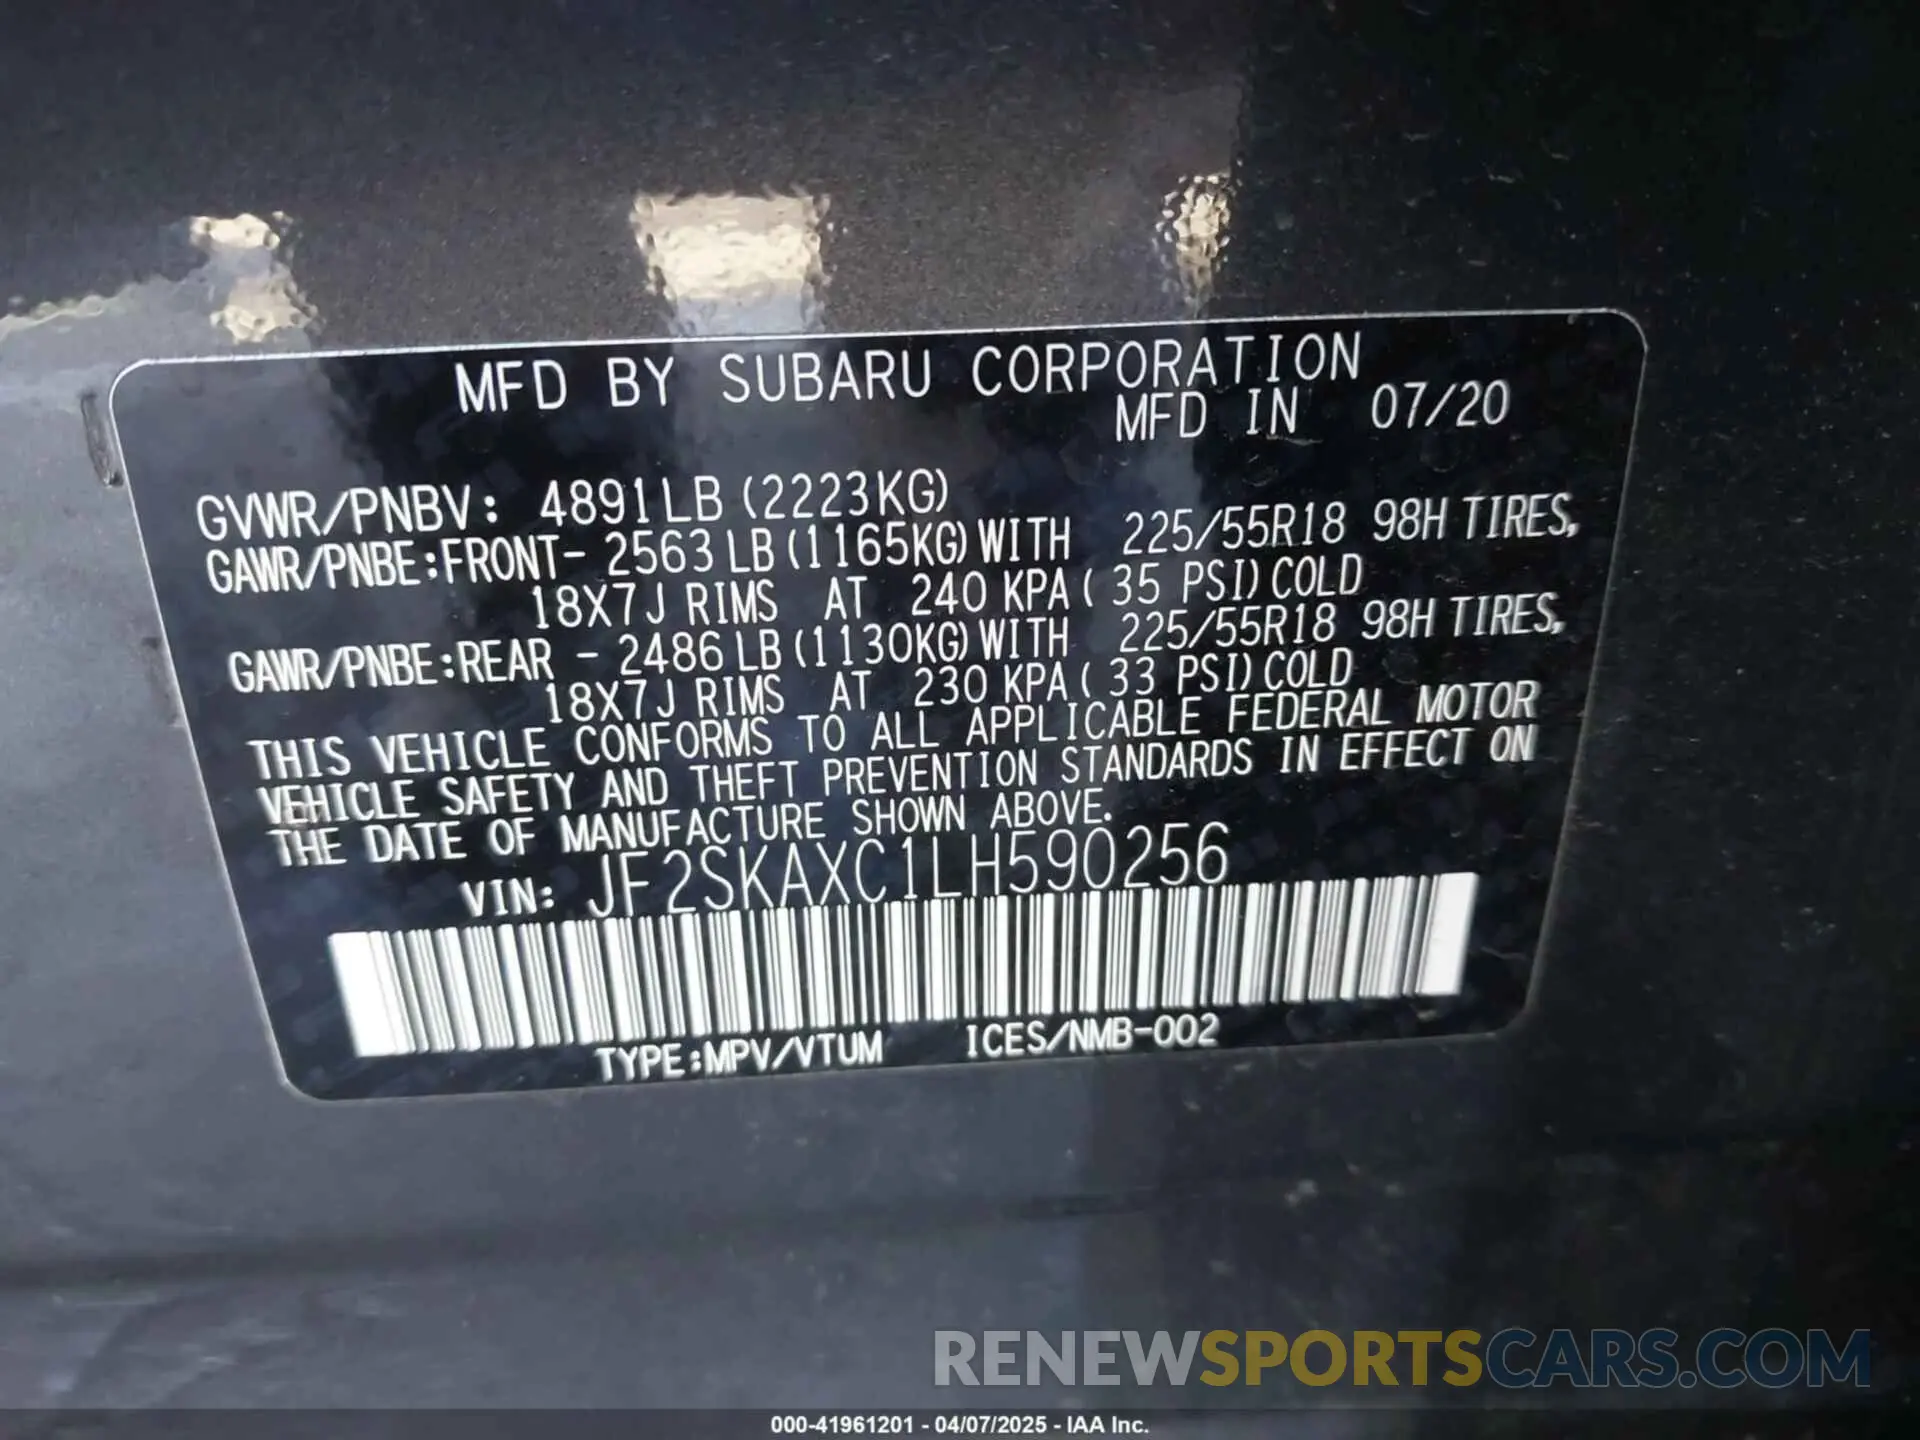 MFD BY SUBARU CORPORATION
MFD IN 07/20
GVWR/PNBV: 4891LB (2223KG)
GAWR/PNBE:FRONT- 2563 LB (1165KG) WITH 225/55R18 98H TIRES,
18X7J RIMS AT 240 KPA ( 35 PSI) COLD
GAWR/PNBE:REAR - 2486 LB (1130KG) WITH 225/55R18 98H TIRES,
18X7J RIMS AT 230 KPA ( 33 PSI) COLD
THIS VEHICLE CONFORMS TO ALL APPLICABLE FEDERAL MOTOR
VEHICLE SAFETY AND THEFT PREVENTION STANDARDS IN EFFECT ON
THE DATE OF MANUFACTURE SHOWN ABOVE.
VIN: JF2SKAXC1LH590256
TYPE:MPV/VTUM ICES/NMB-002
RENEWSPORTSCARS.COM
000-41961201 - 04/07/2025 - IAA Inc.